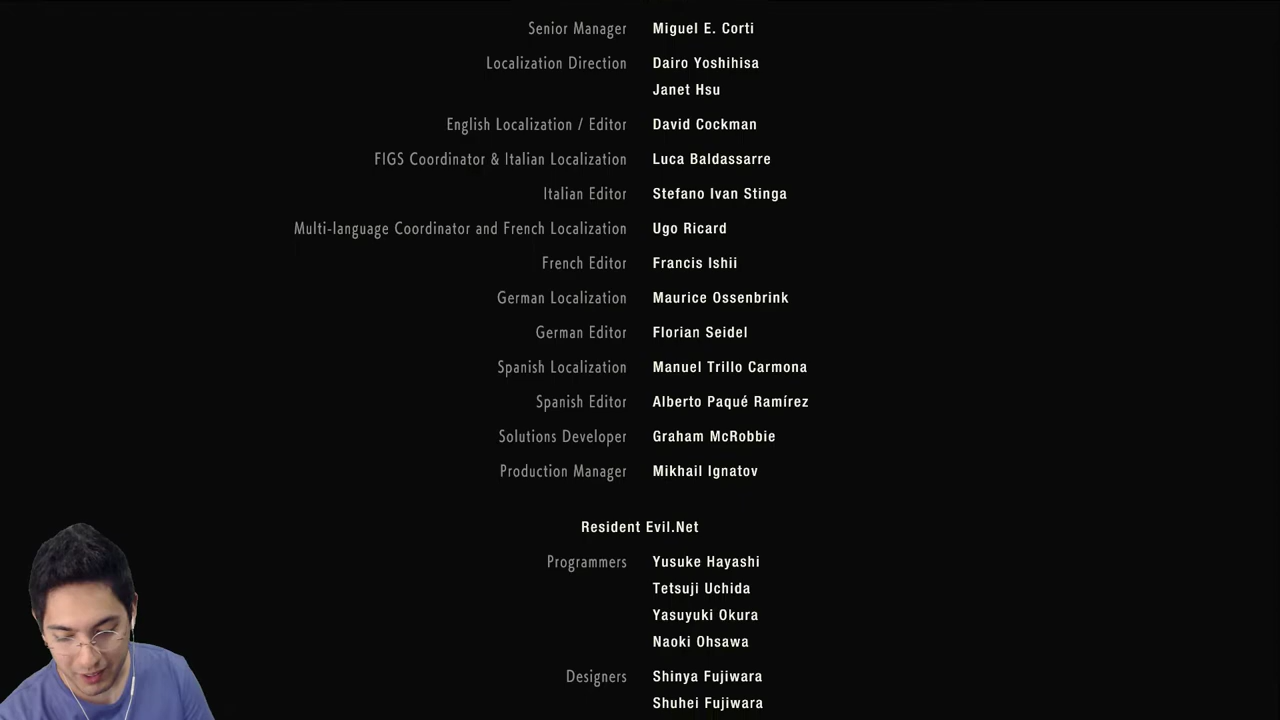 Senior Manager Miguel E. Corti
Localization Direction Dairo Yoshihisa
Janet Hsu
English Localization / Editor David Cockman
FIGS Coordinator & Italian Localization Luca Baldassarre
Italian Editor Stefano Ivan Stinga
Multi-language Coordinator and French Localization Ugo Ricard
French Editor Francis Ishii
German Localization Maurice Ossenbrink
German Editor Florian Seidel
Spanish Localization Manuel Trillo Carmona
Spanish Editor Alberto Paqué Ramírez
Solutions Developer Graham McRobbie
Production Manager Mikhail Ignatov
Resident Evil.Net
Programmers Yusuke Hayashi
Tetsuji Uchida
Yasuyuki Okura
Naoki Ohsawa
Designers Shinya Fujiwara
Shuhei Fujiwara